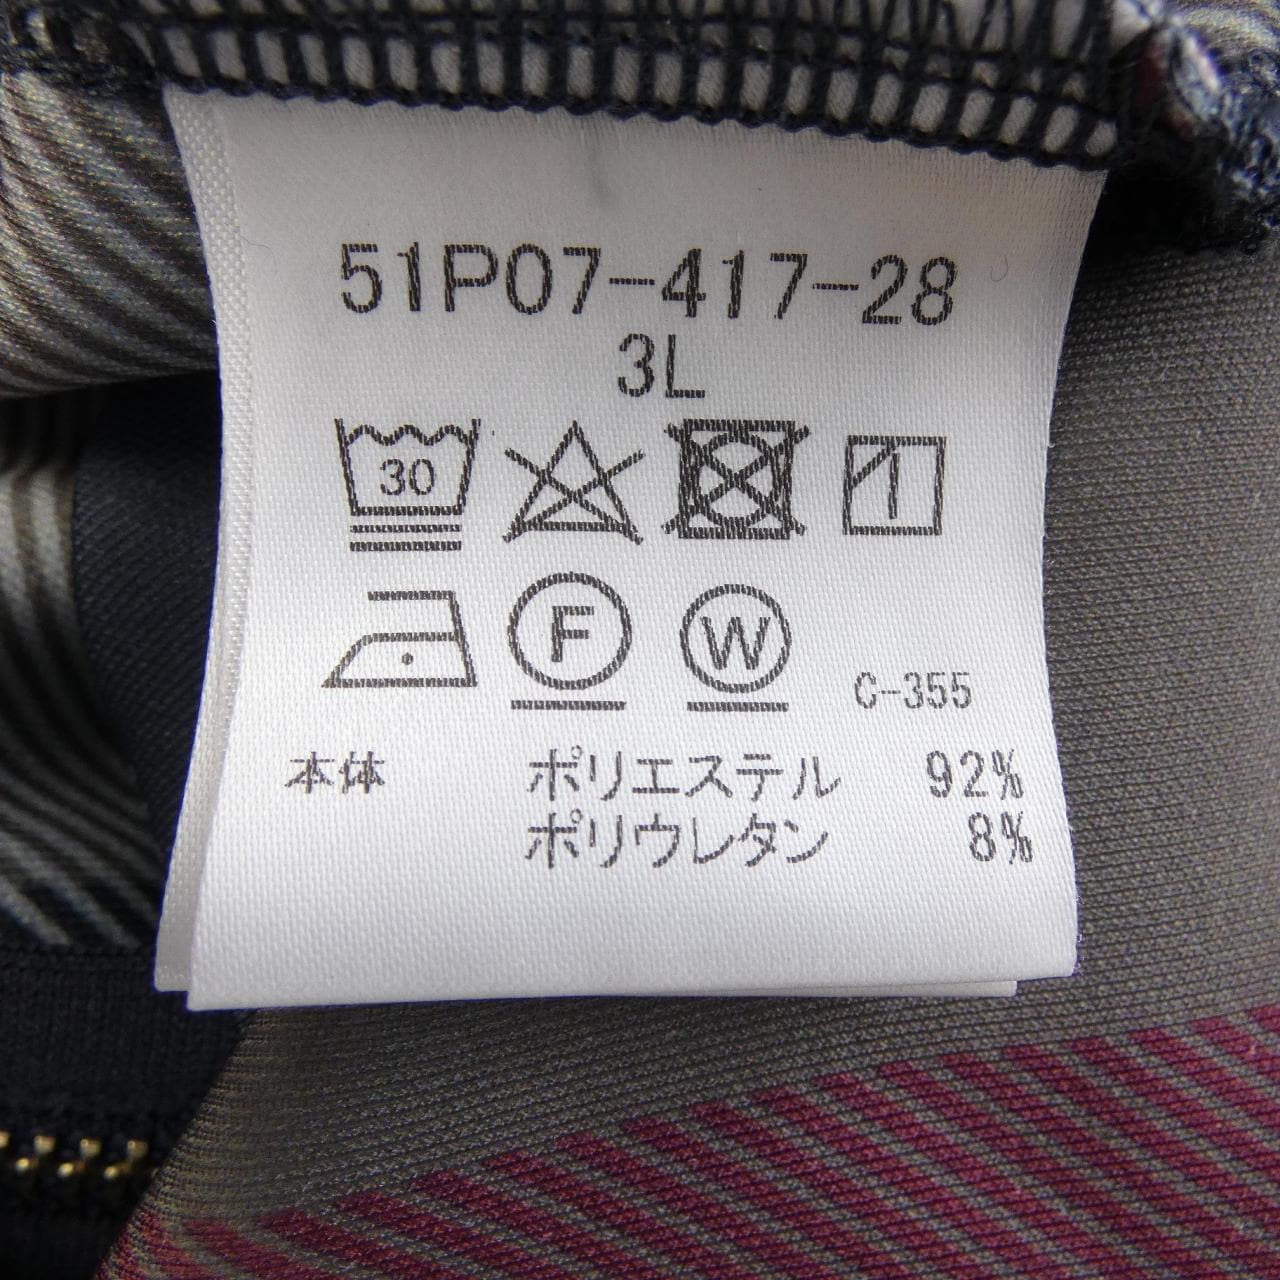 51P07-417-28
3L
30
F W C-355
本体 ポリエステル 92%
ポリウレタン 8%